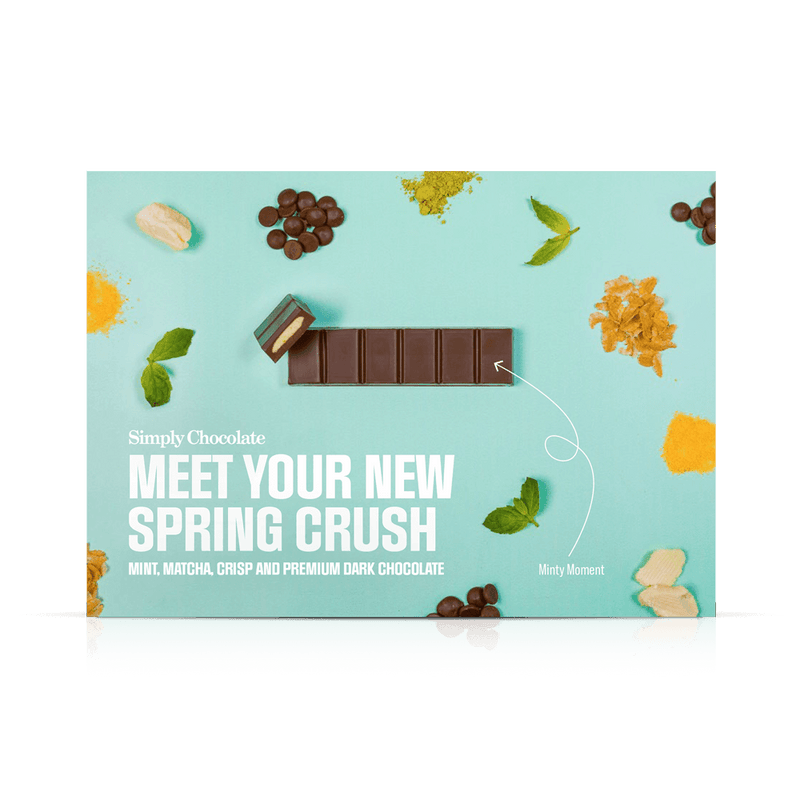 Simply Chocolate
MEET YOUR NEW
SPRING CRUSH
MINT, MATCHA, CRISP AND PREMIUM DARK CHOCOLATE
Minty Moment